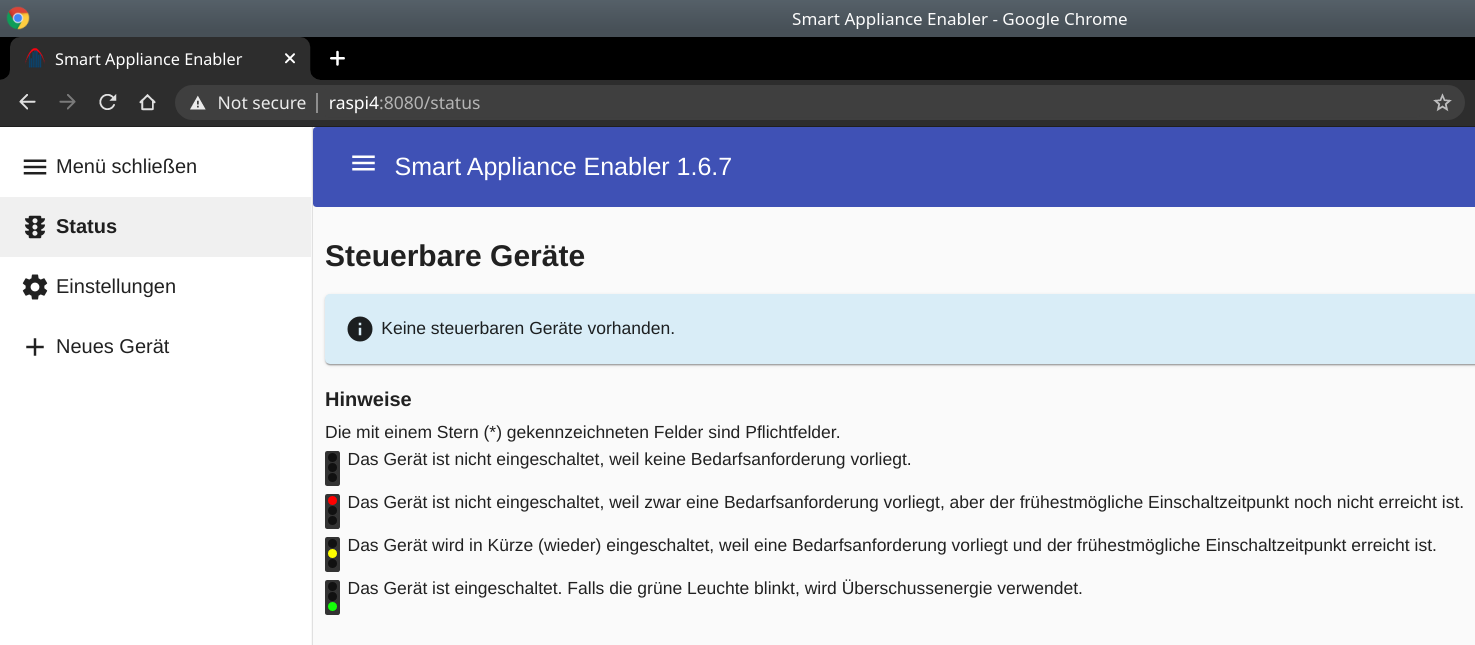 Smart Appliance Enabler - Google Chrome
Smart Appliance Enabler
Not secure | raspi4:8080/status
Menü schließen
Smart Appliance Enabler 1.6.7
Status
Einstellungen
Neues Gerät
Steuerbare Geräte
Keine steuerbaren Geräte vorhanden.
Hinweise
Die mit einem Stern (*) gekennzeichneten Felder sind Pflichtfelder.
Das Gerät ist nicht eingeschaltet, weil keine Bedarfsanforderung vorliegt.
Das Gerät ist nicht eingeschaltet, weil zwar eine Bedarfsanforderung vorliegt, aber der frühestmögliche Einschaltzeitpunkt noch nicht erreicht ist.
Das Gerät wird in Kürze (wieder) eingeschaltet, weil eine Bedarfsanforderung vorliegt und der frühestmögliche Einschaltzeitpunkt erreicht ist.
Das Gerät ist eingeschaltet. Falls die grüne Leuchte blinkt, wird Überschussenergie verwendet.